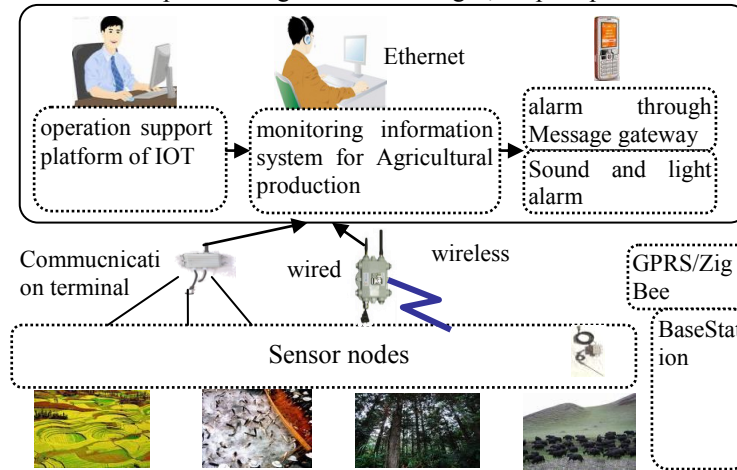 Ethernet
operation support
platform of IOT
monitoring information
system for Agricultural
production
alarm through
Message gateway
Sound and light
alarm
Commucnicati
on terminal
wired
wireless
GPRS/Zig
Bee
BaseStat
ion
Sensor nodes